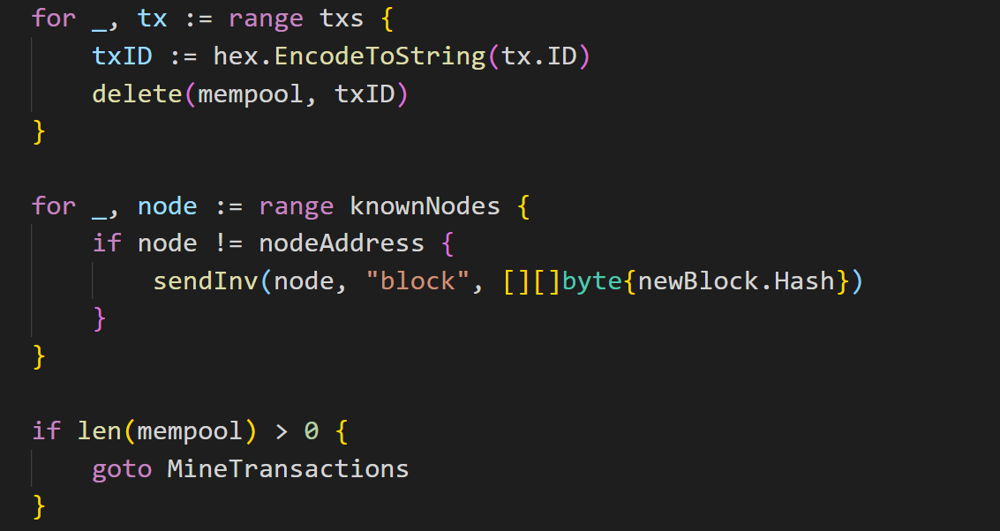 for _, tx := range txs {
    txID := hex.EncodeToString(tx.ID)
    delete(mempool, txID)
}

for _, node := range knownNodes {
    if node != nodeAddress {
        sendInv(node, "block", [][]byte{newBlock.Hash})
    }
}

if len(mempool) > 0 {
    goto MineTransactions
}